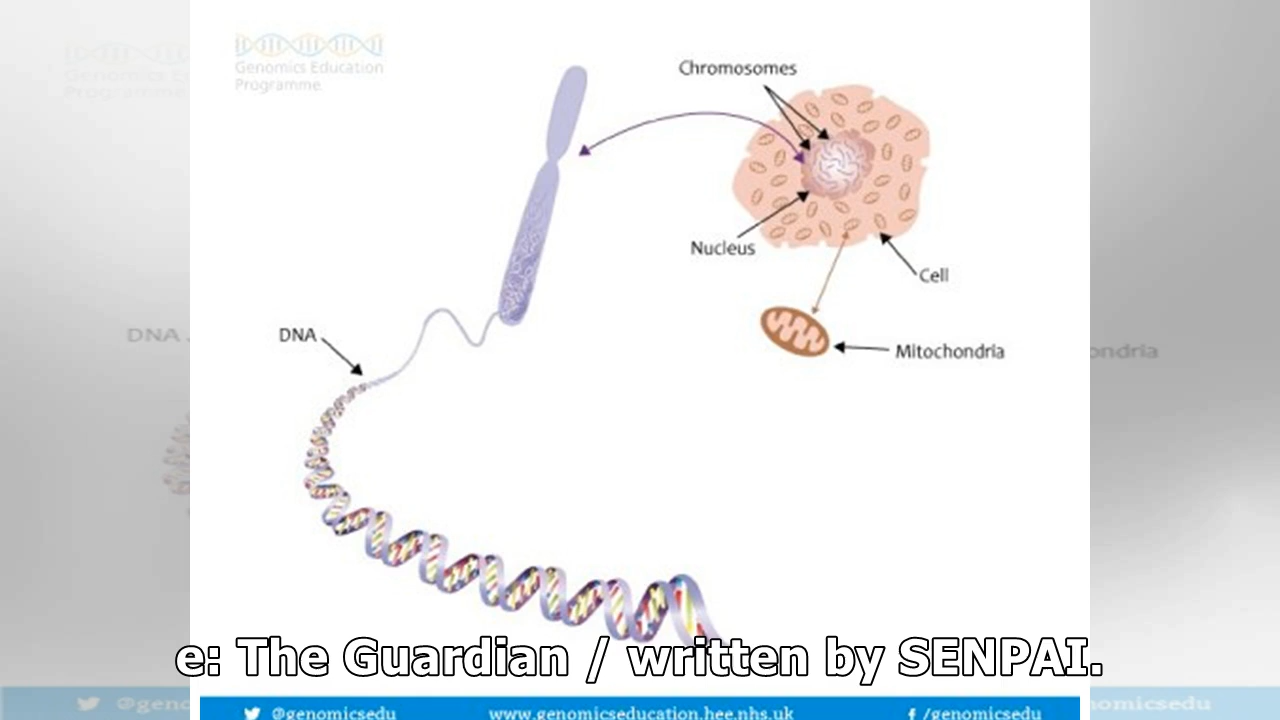 Genomics Education
Programme
Chromosomes
Nucleus
Cell
DNA
Mitochondria
e: The Guardian / written by SENPAI.
@genomicsedu
www.genomicseducation.hee.nhs.uk
/genomicsedu